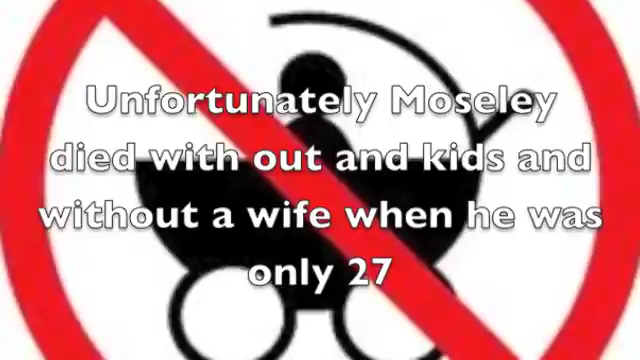 Unfortunately Moseley
died with out and kids and
without a wife when he was
only 27